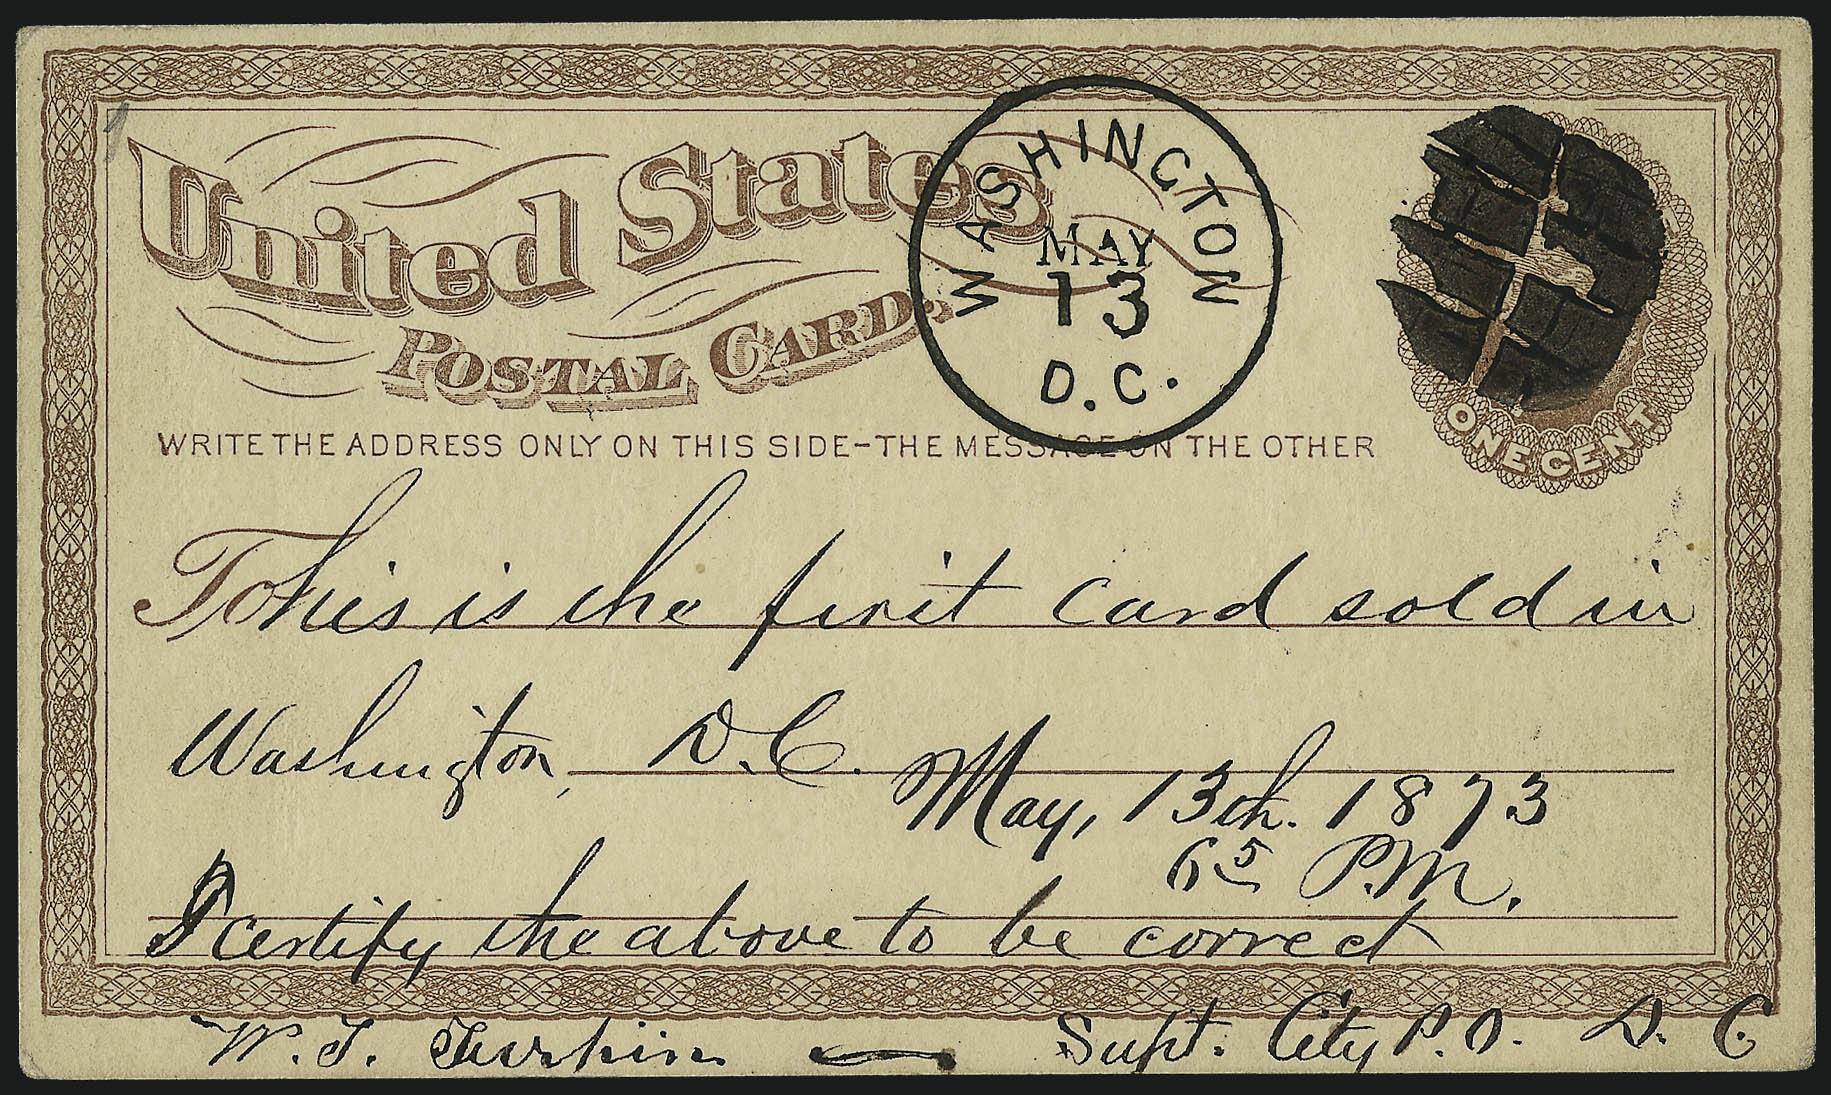 United States
POSTAL CARD.
WASHINGTON
MAY
13
D.C.
ONE CENT
WRITE THE ADDRESS ONLY ON THIS SIDE-THE MESSAGE ON THE OTHER
To
This is the first card sold in
Washington, D.C.
May, 13th. 1873
6 5 P.M.
I certify the above to be correct
W. T.
Supt. City P.O. D. C